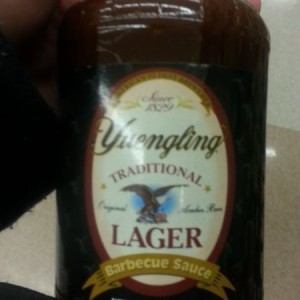 Since
1829
Yuengling
TRADITIONAL
Original Amber Beer
LAGER
Barbecue Sauce